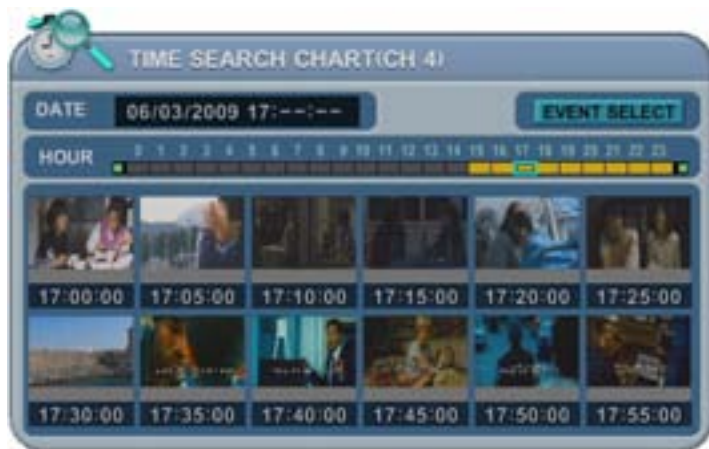 TIME SEARCH CHART(CH 4)
DATE 06/03/2009 17:--:-- EVENT SELECT
HOUR 0 1 2 3 4 5 6 7 8 9 10 11 12 13 14 15 16 17 18 19 20 21 22 23
17:00:00 17:05:00 17:10:00 17:15:00 17:20:00 17:25:00
17:30:00 17:35:00 17:40:00 17:45:00 17:50:00 17:55:00